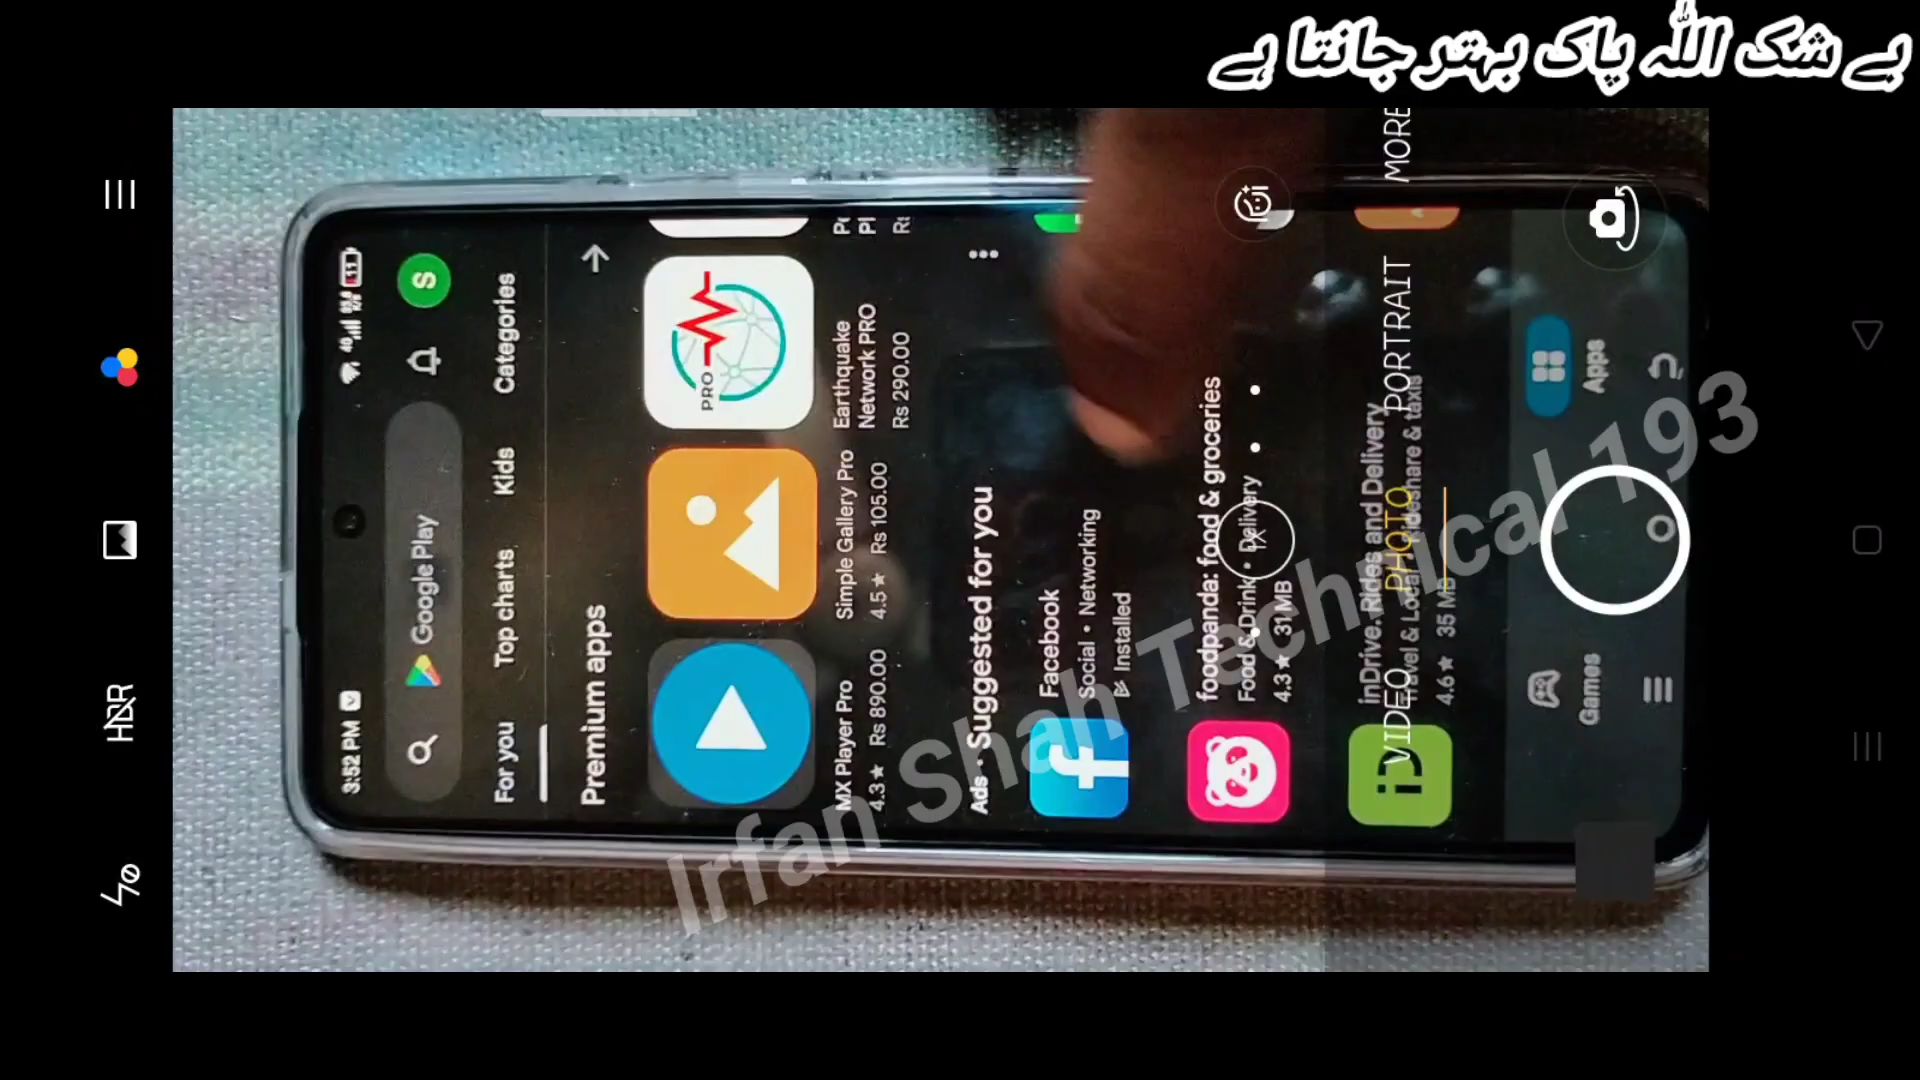 بے شک اللہ پاک بہتر جانتا ہے
3:52 PM
4G
11
Google Play
S
For you
Top charts
Kids
Categories
Premium apps
MX Player Pro
4.3★ Rs 890.00
Simple Gallery Pro
4.5★ Rs 105.00
PRO
Earthquake
Network PRO
Rs 290.00
Ads • Suggested for you
Facebook
Social • Networking
Installed
foodpanda: food & groceries
Food & Drink • Delivery
4.3★ 31 MB
inDrive. Rides and Delivery
Travel & Local • Rideshare & taxis
4.6★ 35 MB
iD
Games
Apps
HDR
1X
VIDEO
PHOTO
PORTRAIT
MORE
Irfan Shah Technical 193